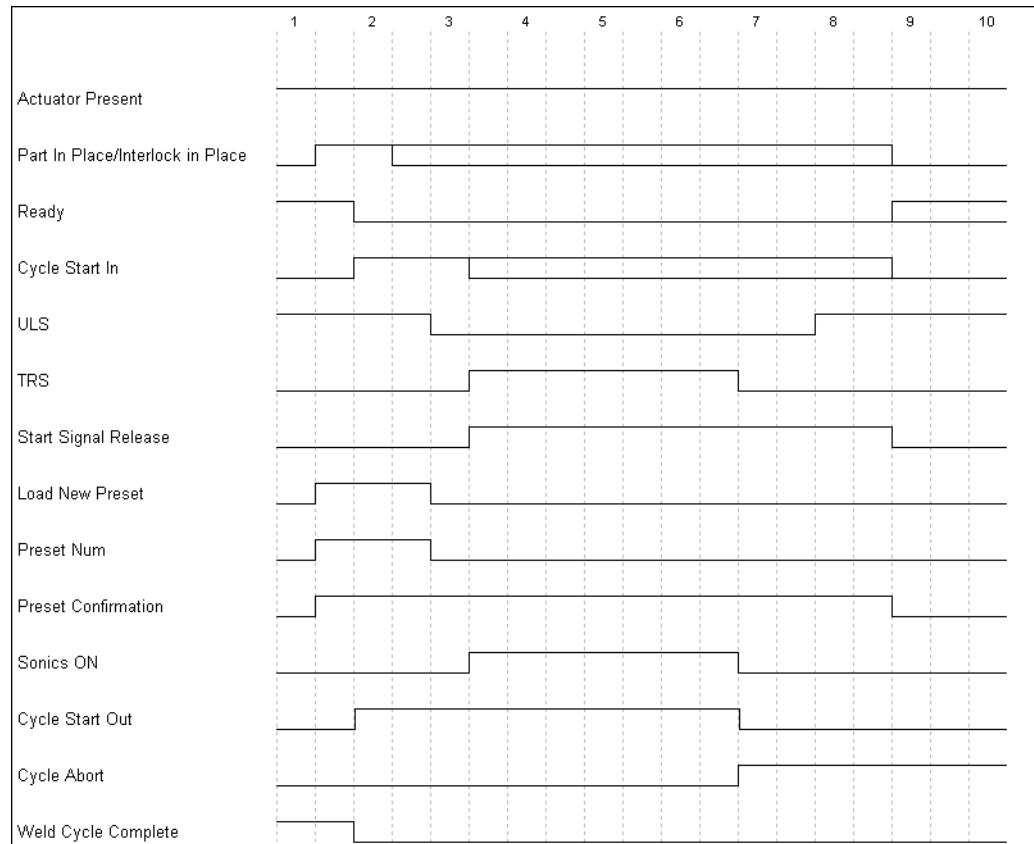 1 2 3 4 5 6 7 8 9 10
Actuator Present
Part In Place/Interlock in Place
Ready
Cycle Start In
ULS
TRS
Start Signal Release
Load New Preset
Preset Num
Preset Confirmation
Sonics ON
Cycle Start Out
Cycle Abort
Weld Cycle Complete